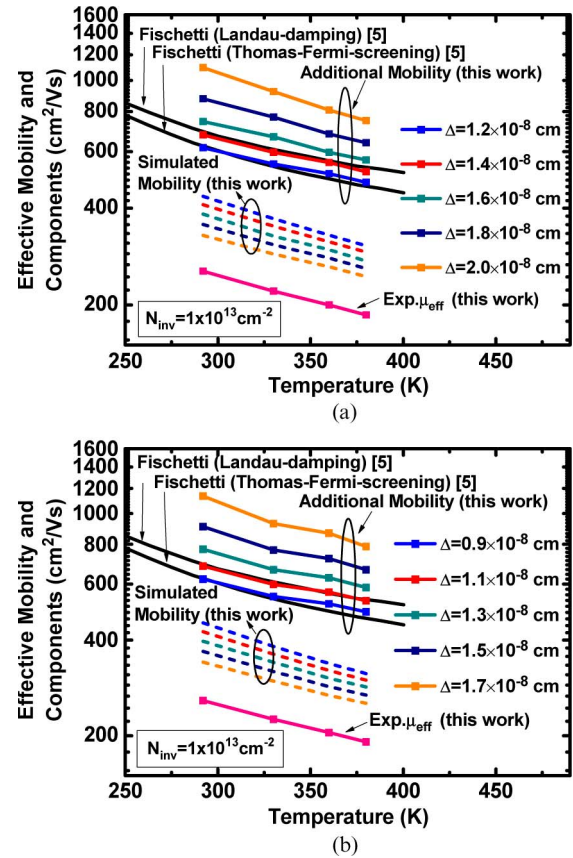 1600
1400
1200
1000
800
600
400
200
Effective Mobility and
Components (cm²/Vs)
Fischetti (Landau-damping) [5]
Fischetti (Thomas-Fermi-screening) [5]
Additional Mobility (this work)
Simulated
Mobility (this work)
Δ=1.2×10⁻⁸ cm
Δ=1.4×10⁻⁸ cm
Δ=1.6×10⁻⁸ cm
Δ=1.8×10⁻⁸ cm
Δ=2.0×10⁻⁸ cm
Exp.μeff (this work)
Ninv=1x10¹³cm⁻²
250 300 350 400 450
Temperature (K)
(a)
1600
1400
1200
1000
800
600
400
200
Effective Mobility and
Components (cm²/Vs)
Fischetti (Landau-damping) [5]
Fischetti (Thomas-Fermi-screening) [5]
Additional Mobility (this work)
Simulated
Mobility (this work)
Δ=0.9×10⁻⁸ cm
Δ=1.1×10⁻⁸ cm
Δ=1.3×10⁻⁸ cm
Δ=1.5×10⁻⁸ cm
Δ=1.7×10⁻⁸ cm
Exp.μeff (this work)
Ninv=1x10¹³cm⁻²
250 300 350 400 450
Temperature (K)
(b)